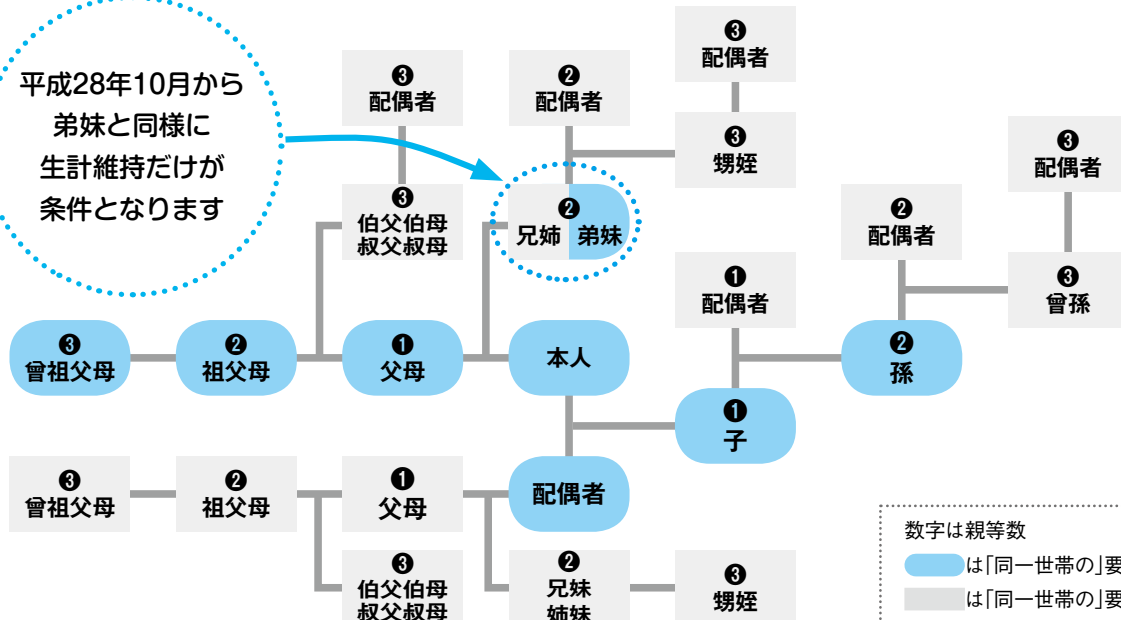 平成28年10月から
弟妹と同様に
生計維持だけが
条件となります
❸
配偶者
❷
配偶者
❸
配偶者
❸
甥姪
❸
配偶者
❸
伯父伯母
叔父叔母
❷
兄姉 弟妹
❷
配偶者
❶
配偶者
❸
曾孫
❸
曾祖父母
❷
祖父母
❶
父母
本人
❷
孫
❶
子
❸
曾祖父母
❷
祖父母
❶
父母
配偶者
❸
伯父伯母
叔父叔母
❷
兄妹
姉妹
❸
甥姪
数字は親等数
は「同一世帯の」要
は「同一世帯の」要